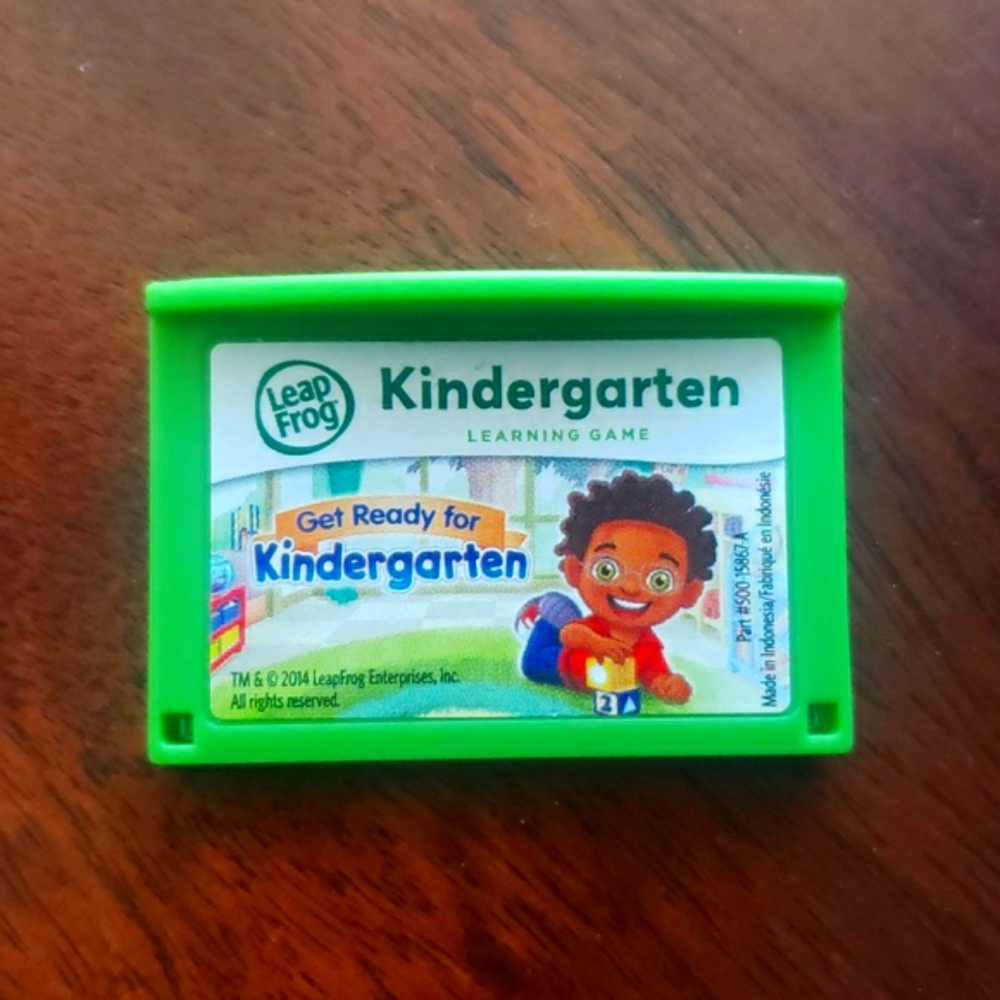 Leap
Frog
Kindergarten
LEARNING GAME
Get Ready for
Kindergarten
TM & © 2014 LeapFrog Enterprises, Inc.
All rights reserved.
2
Part #500-15867-A
Made in Indonesia/Fabriqué en Indonésie